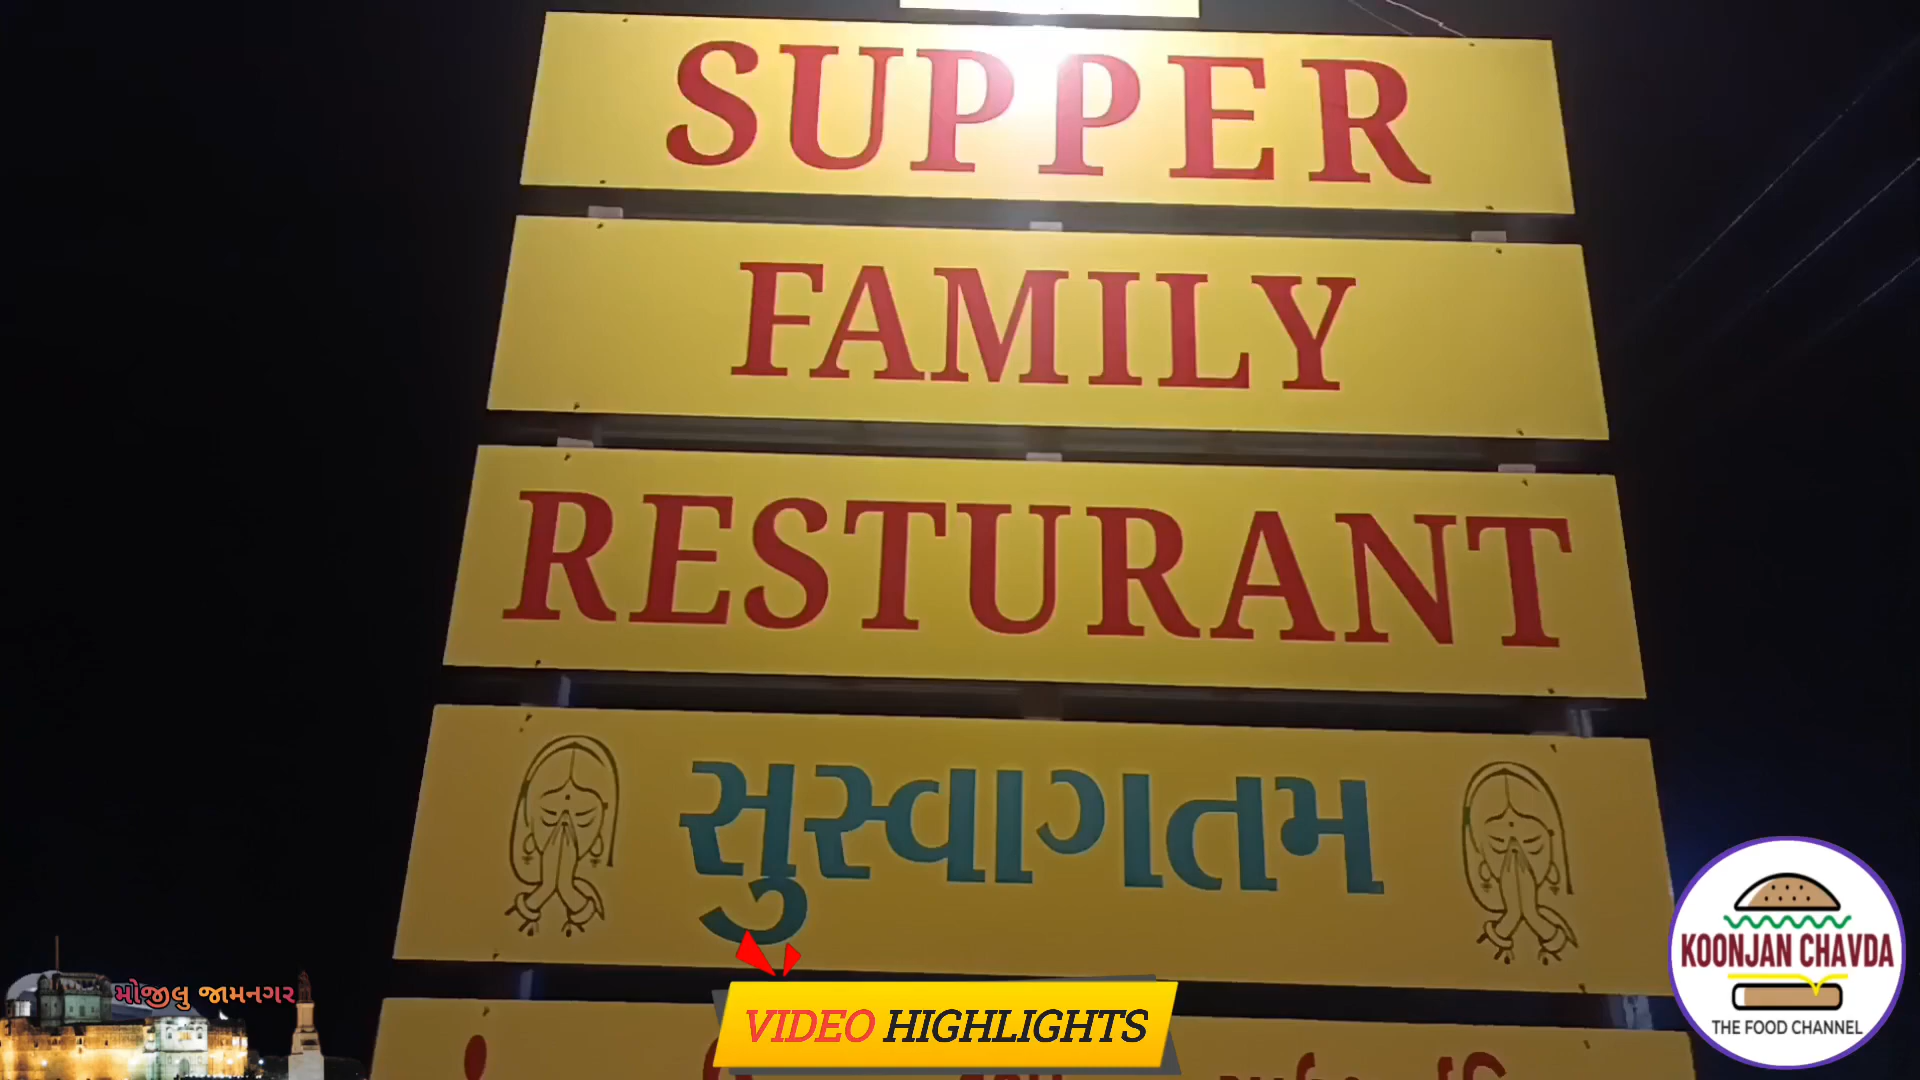 SUPPER
FAMILY
RESTURANT
સુસ્વાગતમ
મોજીલુ જામનગર
VIDEO HIGHLIGHTS
KOONJAN CHAVDA
THE FOOD CHANNEL